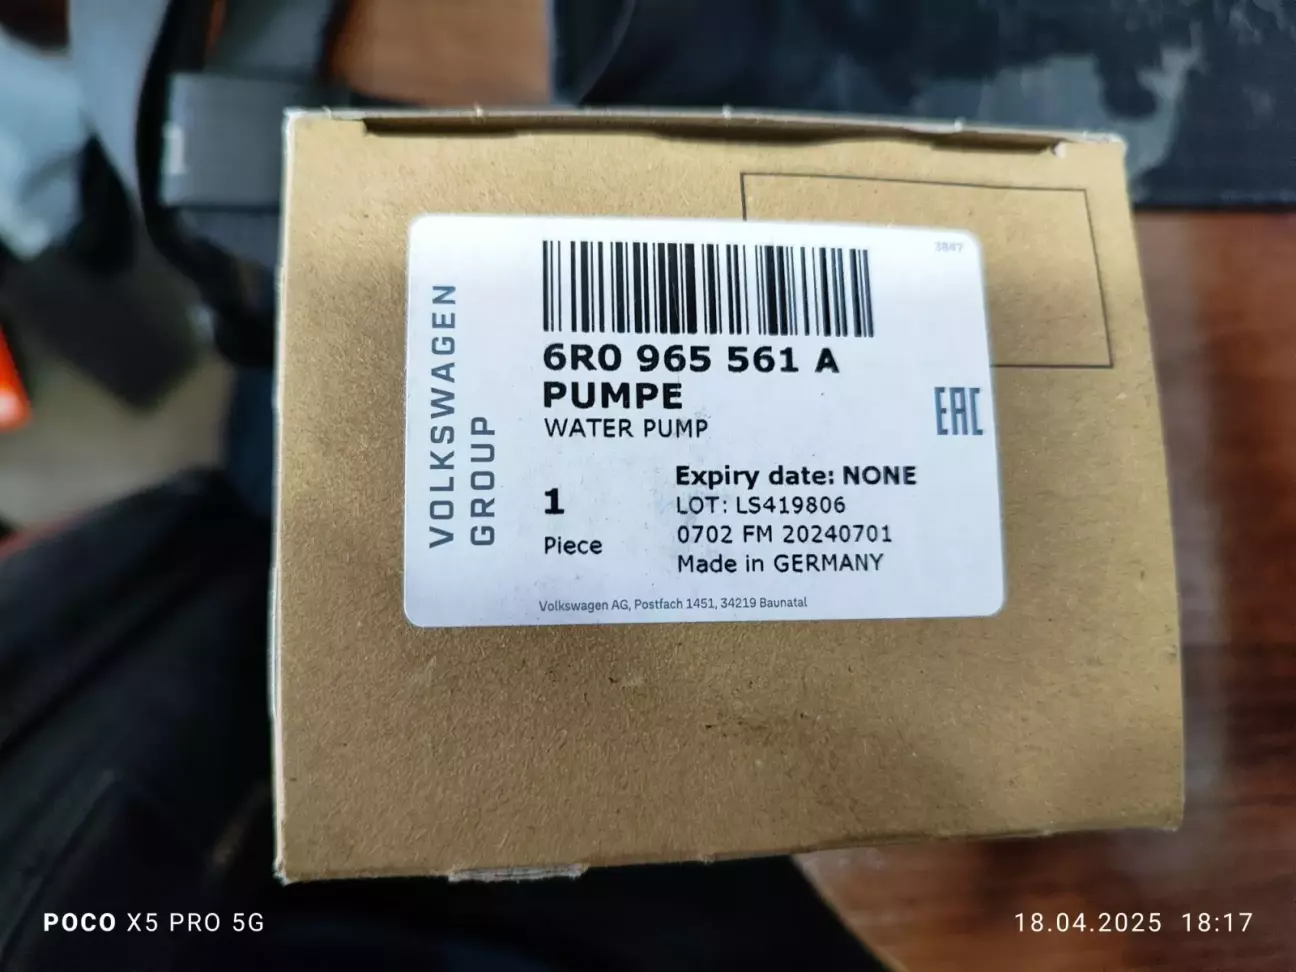 3847
VOLKSWAGEN
GROUP
6R0 965 561 A
PUMPE
WATER PUMP
EAC
Expiry date: NONE
1
LOT: LS419806
0702 FM 20240701
Piece
Made in GERMANY
Volkswagen AG, Postfach 1451, 34219 Baunatal
POCO X5 PRO 5G
18.04.2025 18:17